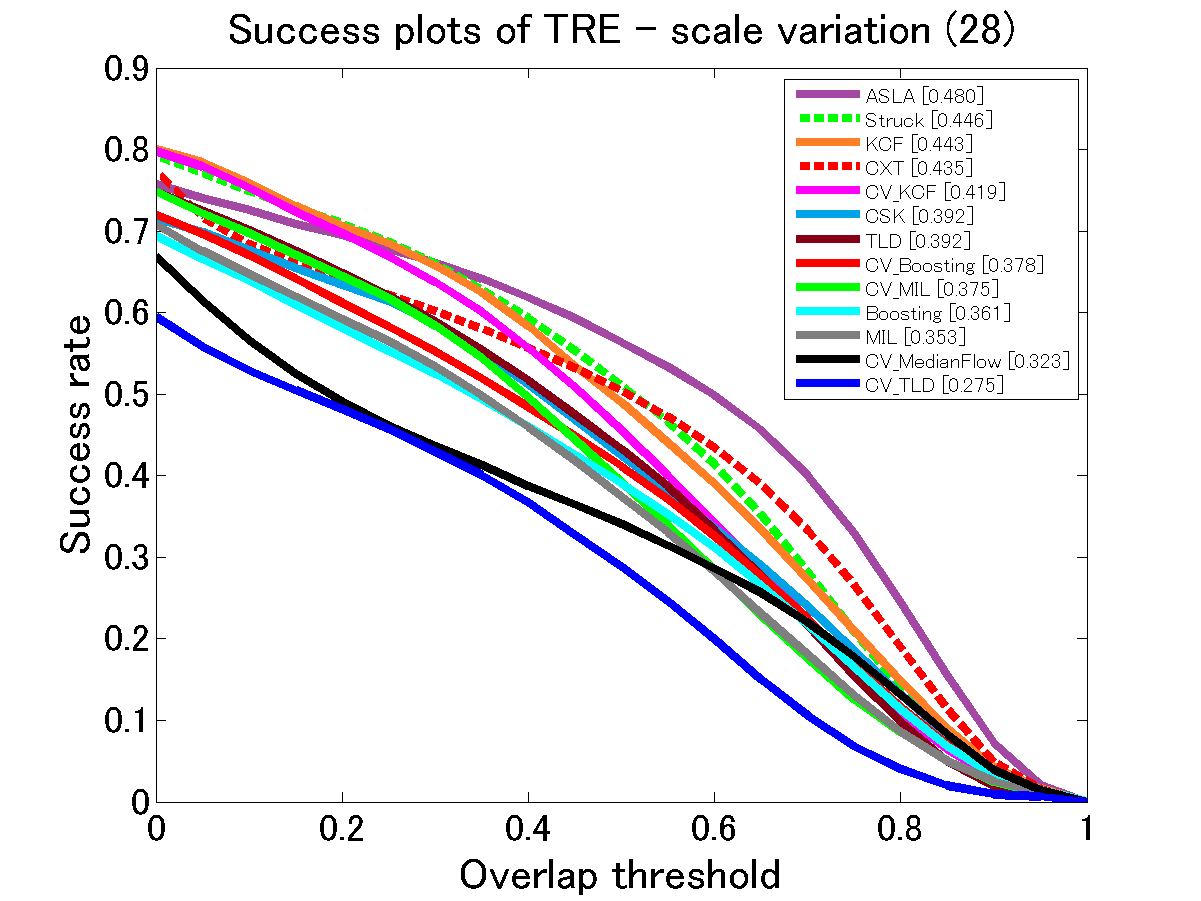 Success plots of TRE - scale variation (28)
0.9
0.8
0.7
0.6
0.5
0.4
0.3
0.2
0.1
0
Success rate
ASLA [0.480]
Struck [0.446]
KCF [0.443]
CXT [0.435]
CV_KCF [0.419]
CSK [0.392]
TLD [0.392]
CV_Boosting [0.378]
CV_MIL [0.375]
Boosting [0.361]
MIL [0.353]
CV_MedianFlow [0.323]
CV_TLD [0.275]
0 0.2 0.4 0.6 0.8 1
Overlap threshold